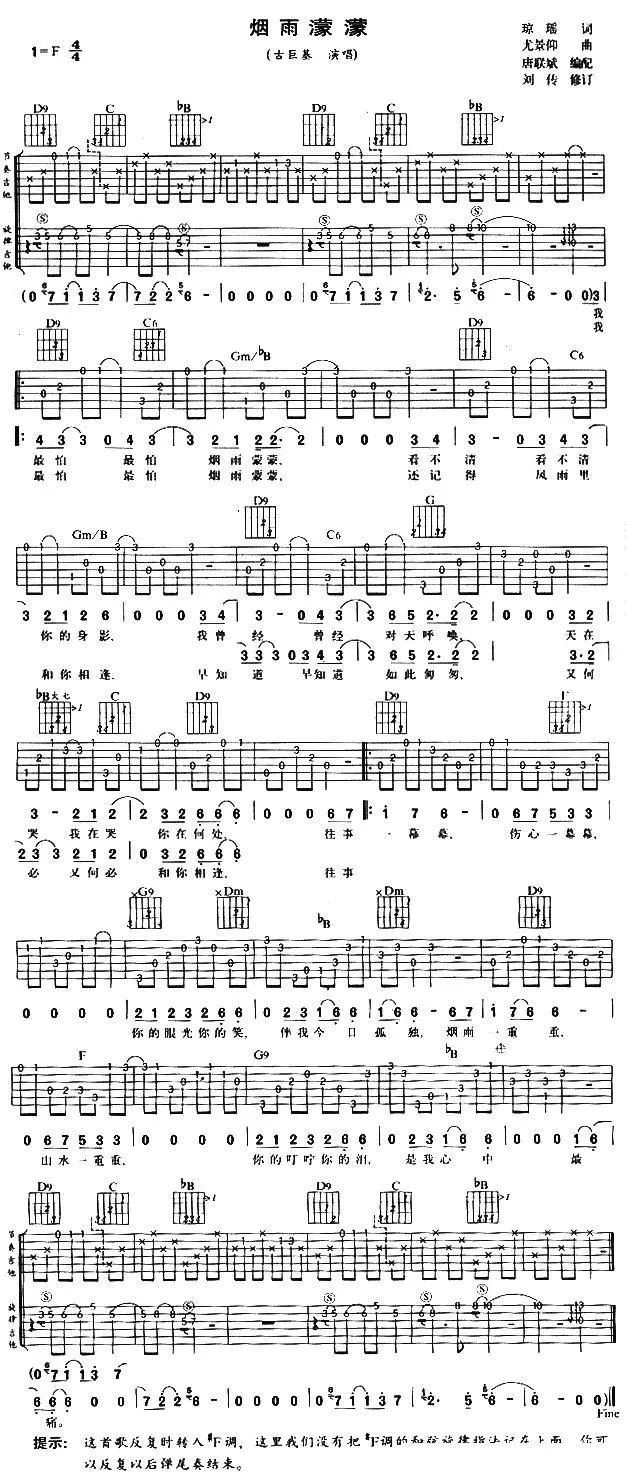 烟雨濛濛
(古巨基 演唱)
1=F 4/4
琼瑶 词
尤景仰 曲
唐联斌 编配
刘传 修订
D9 C ♭B D9 C ♭B
节奏吉他
旋律吉他
(0 6 7 1 1 3 7 | 7 2 2 6 - | 0 0 0 0 | 0 6 7 1 1 3 7 | 1 2· 5 6 - | 6 - 0 0) 3
我
我
D9 C6 Gm/♭B D9 C6
4 3 3 0 4 3 | 3 2 1 2 2· 2 | 0 0 0 3 4 | 3 - 0 3 4 3
最怕 最怕 烟雨蒙蒙, 看不清 看不清
最怕 最怕 烟雨蒙蒙, 还记得 风雨里
Gm/B D9 C6 G
3 2 1 2 6 | 0 0 0 3 4 | 3 - 0 4 3 | 3 6 5 2· 2 2 | 0 0 0 3 2
你的身影, 我曾经 曾经 对天呼唤, 天在
3 3 3 0 3 4 3 | 3 6 5 2· 2 2 | 3· 2
和你相逢, 早知道 早知道 如此匆匆, 又何
♭B大七 C D9 D9 F
3 - 2 1 2 | 2 3 2 6 6 6 | 0 0 0 6 7 ‖: 1 7 6 - | 0 6 7 5 3 3
哭 我在哭 你在何处, 往事 一幕幕, 伤心一幕幕,
2 3 3 2 1 2 | 0 3 2 6 6 6
必 又何必 和你相逢, 往事
G9 Dm ♭B Dm D9
0 0 0 0 | 2 1 2 3 2 6 6 | 0 2 3 1 6 6 | 1 6 6 - 6 7 | 1 7 6 6 -
你的眼光你的笑, 伴我今日孤独, 烟雨一重重,
F G9 ♭B
0 6 7 5 3 3 | 0 0 0 0 | 2 1 2 3 2 6 6 | 0 2 3 1 6 6 | 0 0 0 1 6
山水一重重, 你的叮咛你的泪, 是我心中 最
D9 C ♭B D9 C ♭B
节奏吉他
旋律吉他
(0 6 7 1 1 3 7
6 6 6 0 0 | 7 2 2 6 - | 0 0 0 0 | 0 6 7 1 1 3 7 | 1 2· 5 6 - | 6 - 0 0)
痛。
Fine
提示: 这首歌反复时转入#F调, 这里我们没有把#F调的和弦旋律指法记在上面, 你可
以反复以后弹尾奏结束。